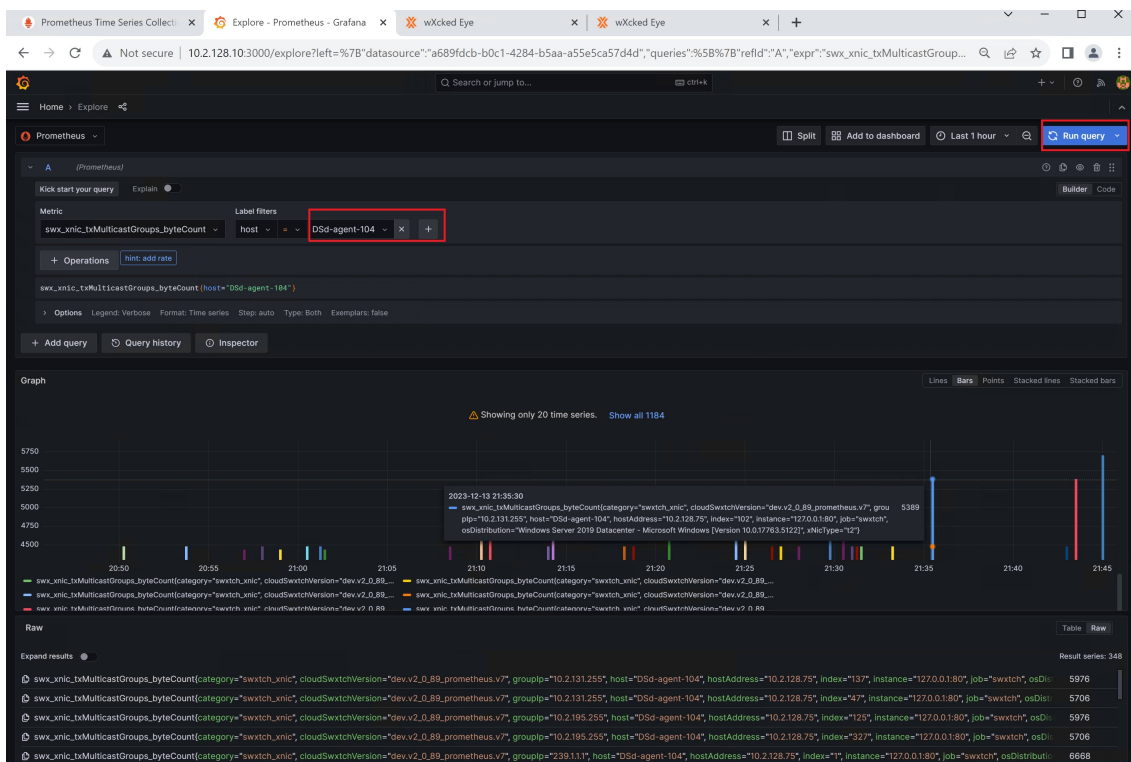 Prometheus Time Series Collecti
Explore - Prometheus - Grafana
wXcked Eye
wXcked Eye
Not secure
10.2.128.10:3000/explore?left=%7B"datasource":"a689fdcb-b0c1-4284-b5aa-a55e5ca57d4d","queries":%5B%7B"refId":"A","expr":"swx_xnic_txMulticastGroup...
Search or jump to...
ctrl+k
Home > Explore
Prometheus
Split
Add to dashboard
Last 1 hour
Run query
A (Prometheus)
Kick start your query
Explain
Builder Code
Metric
Label filters
swx_xnic_txMulticastGroups_byteCount
host
=
DSd-agent-104
+ Operations
hint: add rate
swx_xnic_txMulticastGroups_byteCount{host="DSd-agent-104"}
> Options Legend: Verbose Format: Time series Step: auto Type: Both Exemplars: false
+ Add query
Query history
Inspector
Graph
Lines Bars Points Stacked lines Stacked bars
Showing only 20 time series. Show all 1184
5750
5500
5250
5000
4750
4500
2023-12-13 21:35:30
swx_xnic_txMulticastGroups_byteCount{category="swxtch_xnic", cloudSwxtchVersion="dev.v2_0_89_prometheus.v7", grou 5389
pIp="10.2.131.255", host="DSd-agent-104", hostAddress="10.2.128.75", index="102", instance="127.0.0.1:80", job="swxtch",
osDistribution="Windows Server 2019 Datacenter - Microsoft Windows [Version 10.0.17763.5122]", xNicType="t2"}
20:50 20:55 21:00 21:05 21:10 21:15 21:20 21:25 21:30 21:35 21:40 21:45
swx_xnic_txMulticastGroups_byteCount{category="swxtch_xnic", cloudSwxtchVersion="dev.v2_0_89_...
swx_xnic_txMulticastGroups_byteCount{category="swxtch_xnic", cloudSwxtchVersion="dev.v2_0_89_...
swx_xnic_txMulticastGroups_byteCount{category="swxtch_xnic", cloudSwxtchVersion="dev.v2_0_89_...
swx_xnic_txMulticastGroups_byteCount{category="swxtch_xnic", cloudSwxtchVersion="dev.v2_0_89_...
swx_xnic_txMulticastGroups_byteCount{category="swxtch_xnic", cloudSwxtchVersion="dev.v2_0_89
swx_xnic_txMulticastGroups_byteCount{category="swxtch_xnic", cloudSwxtchVersion="dev.v2_0_89
Raw
Table Raw
Expand results
Result series: 348
swx_xnic_txMulticastGroups_byteCount{category="swxtch_xnic", cloudSwxtchVersion="dev.v2_0_89_prometheus.v7", groupIp="10.2.131.255", host="DSd-agent-104", hostAddress="10.2.128.75", index="137", instance="127.0.0.1:80", job="swxtch", osDis 5976
swx_xnic_txMulticastGroups_byteCount{category="swxtch_xnic", cloudSwxtchVersion="dev.v2_0_89_prometheus.v7", groupIp="10.2.131.255", host="DSd-agent-104", hostAddress="10.2.128.75", index="47", instance="127.0.0.1:80", job="swxtch", osDist 5706
swx_xnic_txMulticastGroups_byteCount{category="swxtch_xnic", cloudSwxtchVersion="dev.v2_0_89_prometheus.v7", groupIp="10.2.195.255", host="DSd-agent-104", hostAddress="10.2.128.75", index="125", instance="127.0.0.1:80", job="swxtch", osDis 5976
swx_xnic_txMulticastGroups_byteCount{category="swxtch_xnic", cloudSwxtchVersion="dev.v2_0_89_prometheus.v7", groupIp="10.2.195.255", host="DSd-agent-104", hostAddress="10.2.128.75", index="327", instance="127.0.0.1:80", job="swxtch", osD 5706
swx_xnic_txMulticastGroups_byteCount{category="swxtch_xnic", cloudSwxtchVersion="dev.v2_0_89_prometheus.v7", groupIp="239.1.1.1", host="DSd-agent-104", hostAddress="10.2.128.75", index="1", instance="127.0.0.1:80", job="swxtch", osDistributio 6668